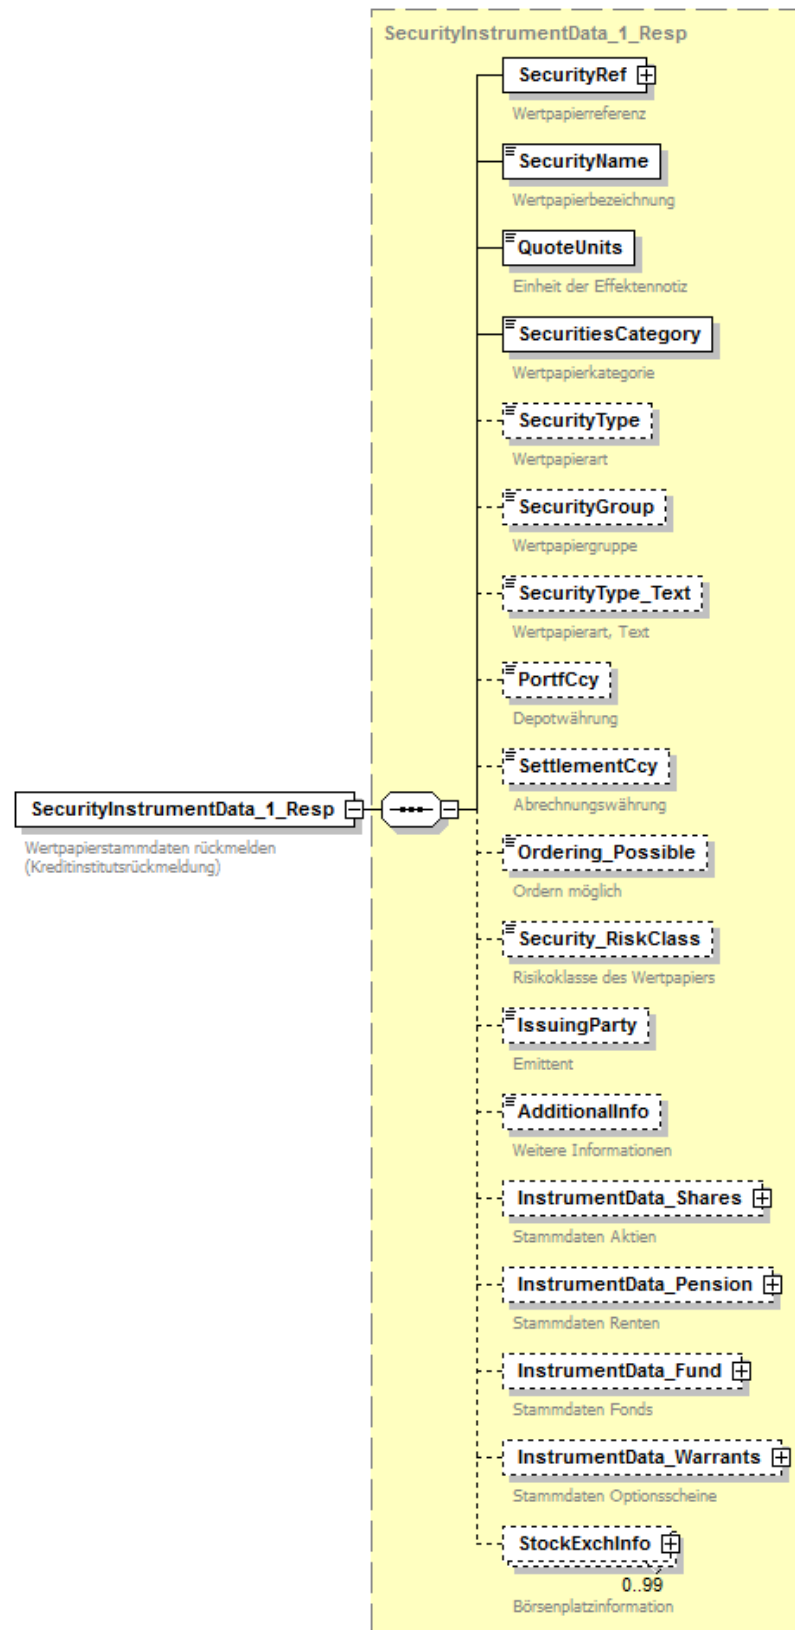 SecurityInstrumentData_1_Resp
SecurityRef
Wertpapierreferenz
SecurityName
Wertpapierbezeichnung
QuoteUnits
Einheit der Effektennotiz
SecuritiesCategory
Wertpapierkategorie
SecurityType
Wertpapierart
SecurityGroup
Wertpapiergruppe
SecurityType_Text
Wertpapierart, Text
PortfCcy
Depotwährung
SettlementCcy
Abrechnungswährung
SecurityInstrumentData_1_Resp
Wertpapierstammdaten rückmelden
(Kreditinstitutsrückmeldung)
Ordering_Possible
Ordern möglich
Security_RiskClass
Risikoklasse des Wertpapiers
IssuingParty
Emittent
AdditionalInfo
Weitere Informationen
InstrumentData_Shares
Stammdaten Aktien
InstrumentData_Pension
Stammdaten Renten
InstrumentData_Fund
Stammdaten Fonds
InstrumentData_Warrants
Stammdaten Optionsscheine
StockExchInfo
0..99
Börsenplatzinformation